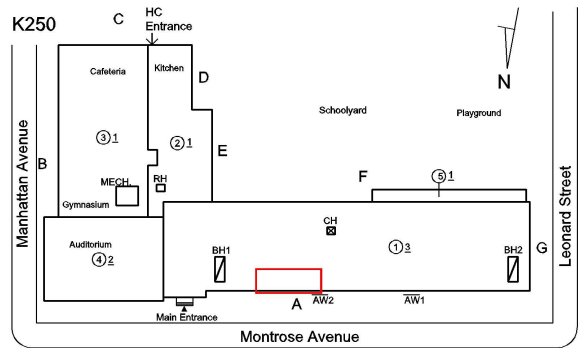 K250
C
HC
Entrance
Cafeteria
Kitchen
D
N
Schoolyard
Playground
Manhattan Avenue
B
3 1
2 1
E
MECH.
RH
Gymnasium
F
5 1
Leonard Street
Auditorium
4 2
CH
1 3
BH1
BH2
G
A
AW2
AW1
Main Entrance
Montrose Avenue